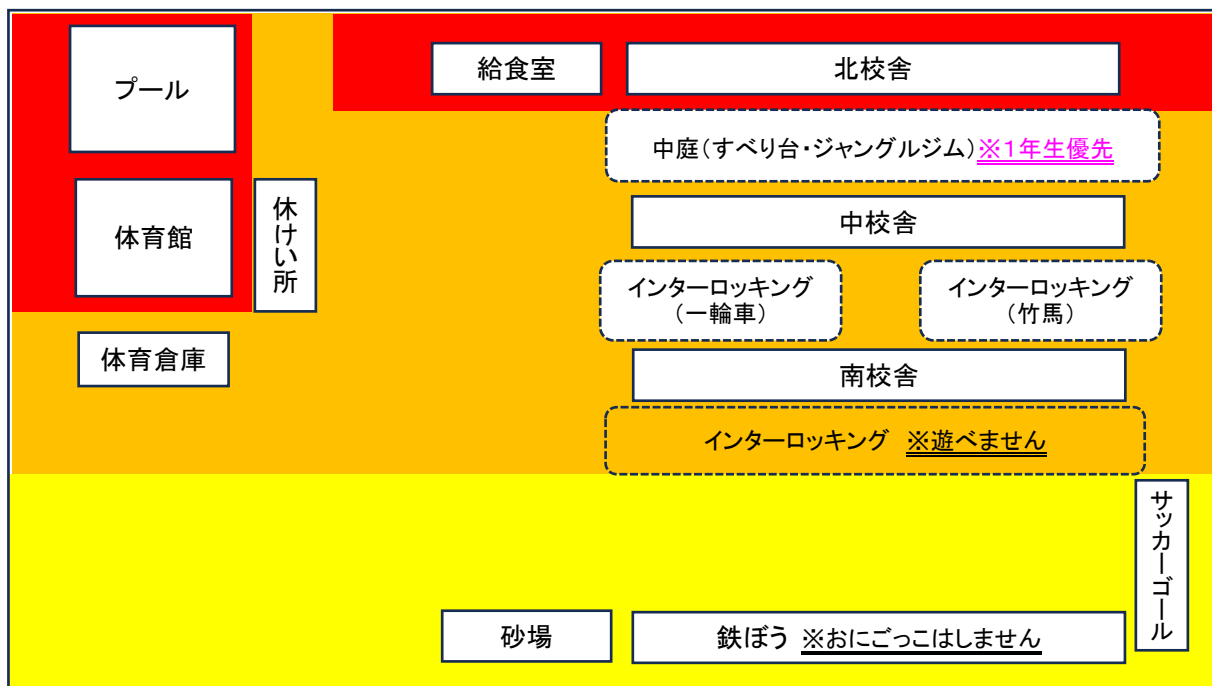 プール
給食室
北校舎
中庭(すべり台・ジャングルジム)※1年生優先
体育館
休けい所
中校舎
インターロッキング
(一輪車)
インターロッキング
(竹馬)
体育倉庫
南校舎
インターロッキング ※遊べません
サッカーゴール
砂場
鉄ぼう ※おにごっこはしません